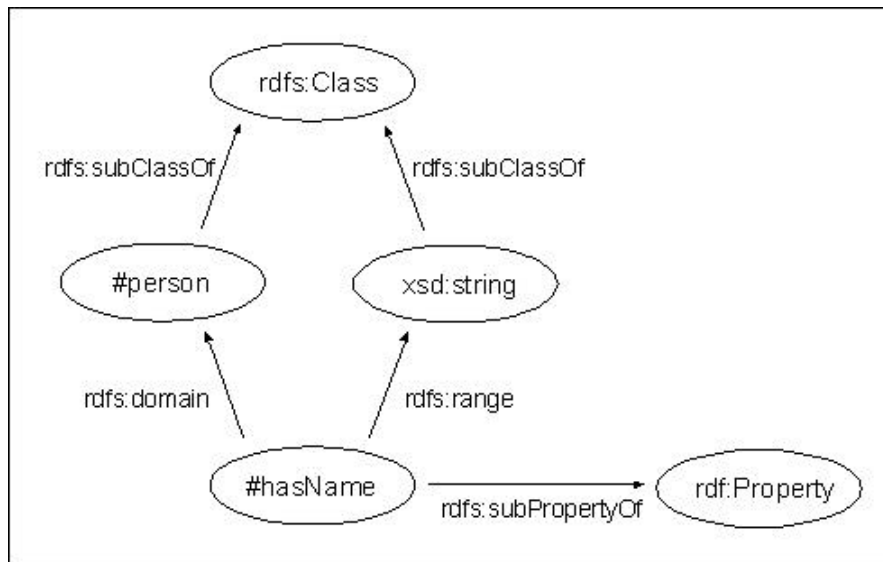 rdfs:Class
rdfs:subClassOf
rdfs:subClassOf
#person
xsd:string
rdfs:domain
rdfs:range
#hasName
rdf:Property
rdfs:subPropertyOf